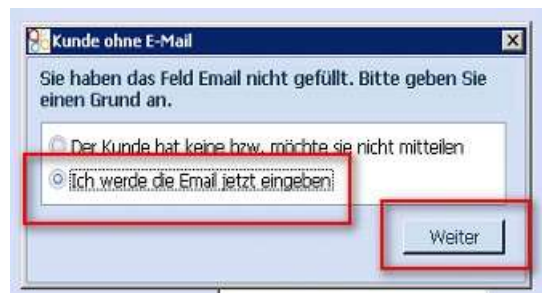 Kunde ohne E-Mail
Sie haben das Feld Email nicht gefüllt. Bitte geben Sie
einen Grund an.
Der Kunde hat keine bzw. möchte sie nicht mitteilen
Ich werde die Email jetzt eingeben
Weiter